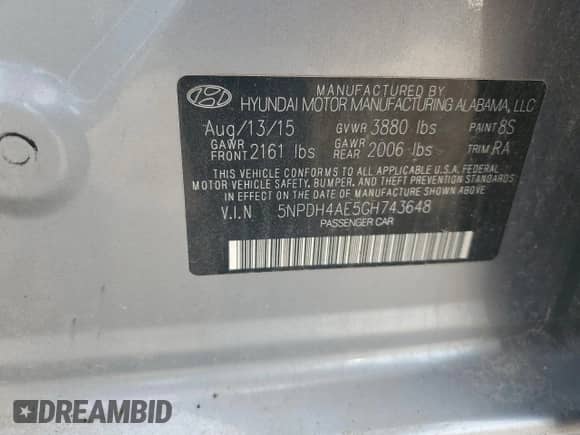 MANUFACTURED BY
HYUNDAI MOTOR MANUFACTURING ALABAMA, LLC
Aug/13/15 GVWR 3880 lbs PAINT 8S
GAWR FRONT 2161 lbs GAWR REAR 2006 lbs TRIM RA
THIS VEHICLE CONFORMS TO ALL APPLICABLE U.S.A. FEDERAL
MOTOR VEHICLE SAFETY, BUMPER, AND THEFT PREVENTION STANDARDS
IN EFFECT ON THE DATE OF MANUFACTURE SHOWN ABOVE
V.I.N 5NPDH4AE5GH743648
PASSENGER CAR
DREAMBID